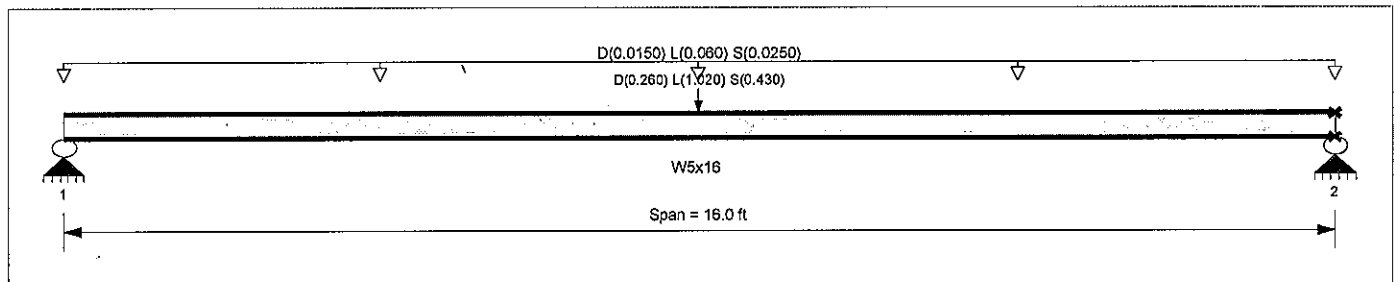 D(0.0150) L(0.060) S(0.0250)
D(0.260) L(1.020) S(0.430)
W5x16
1
2
Span = 16.0 ft